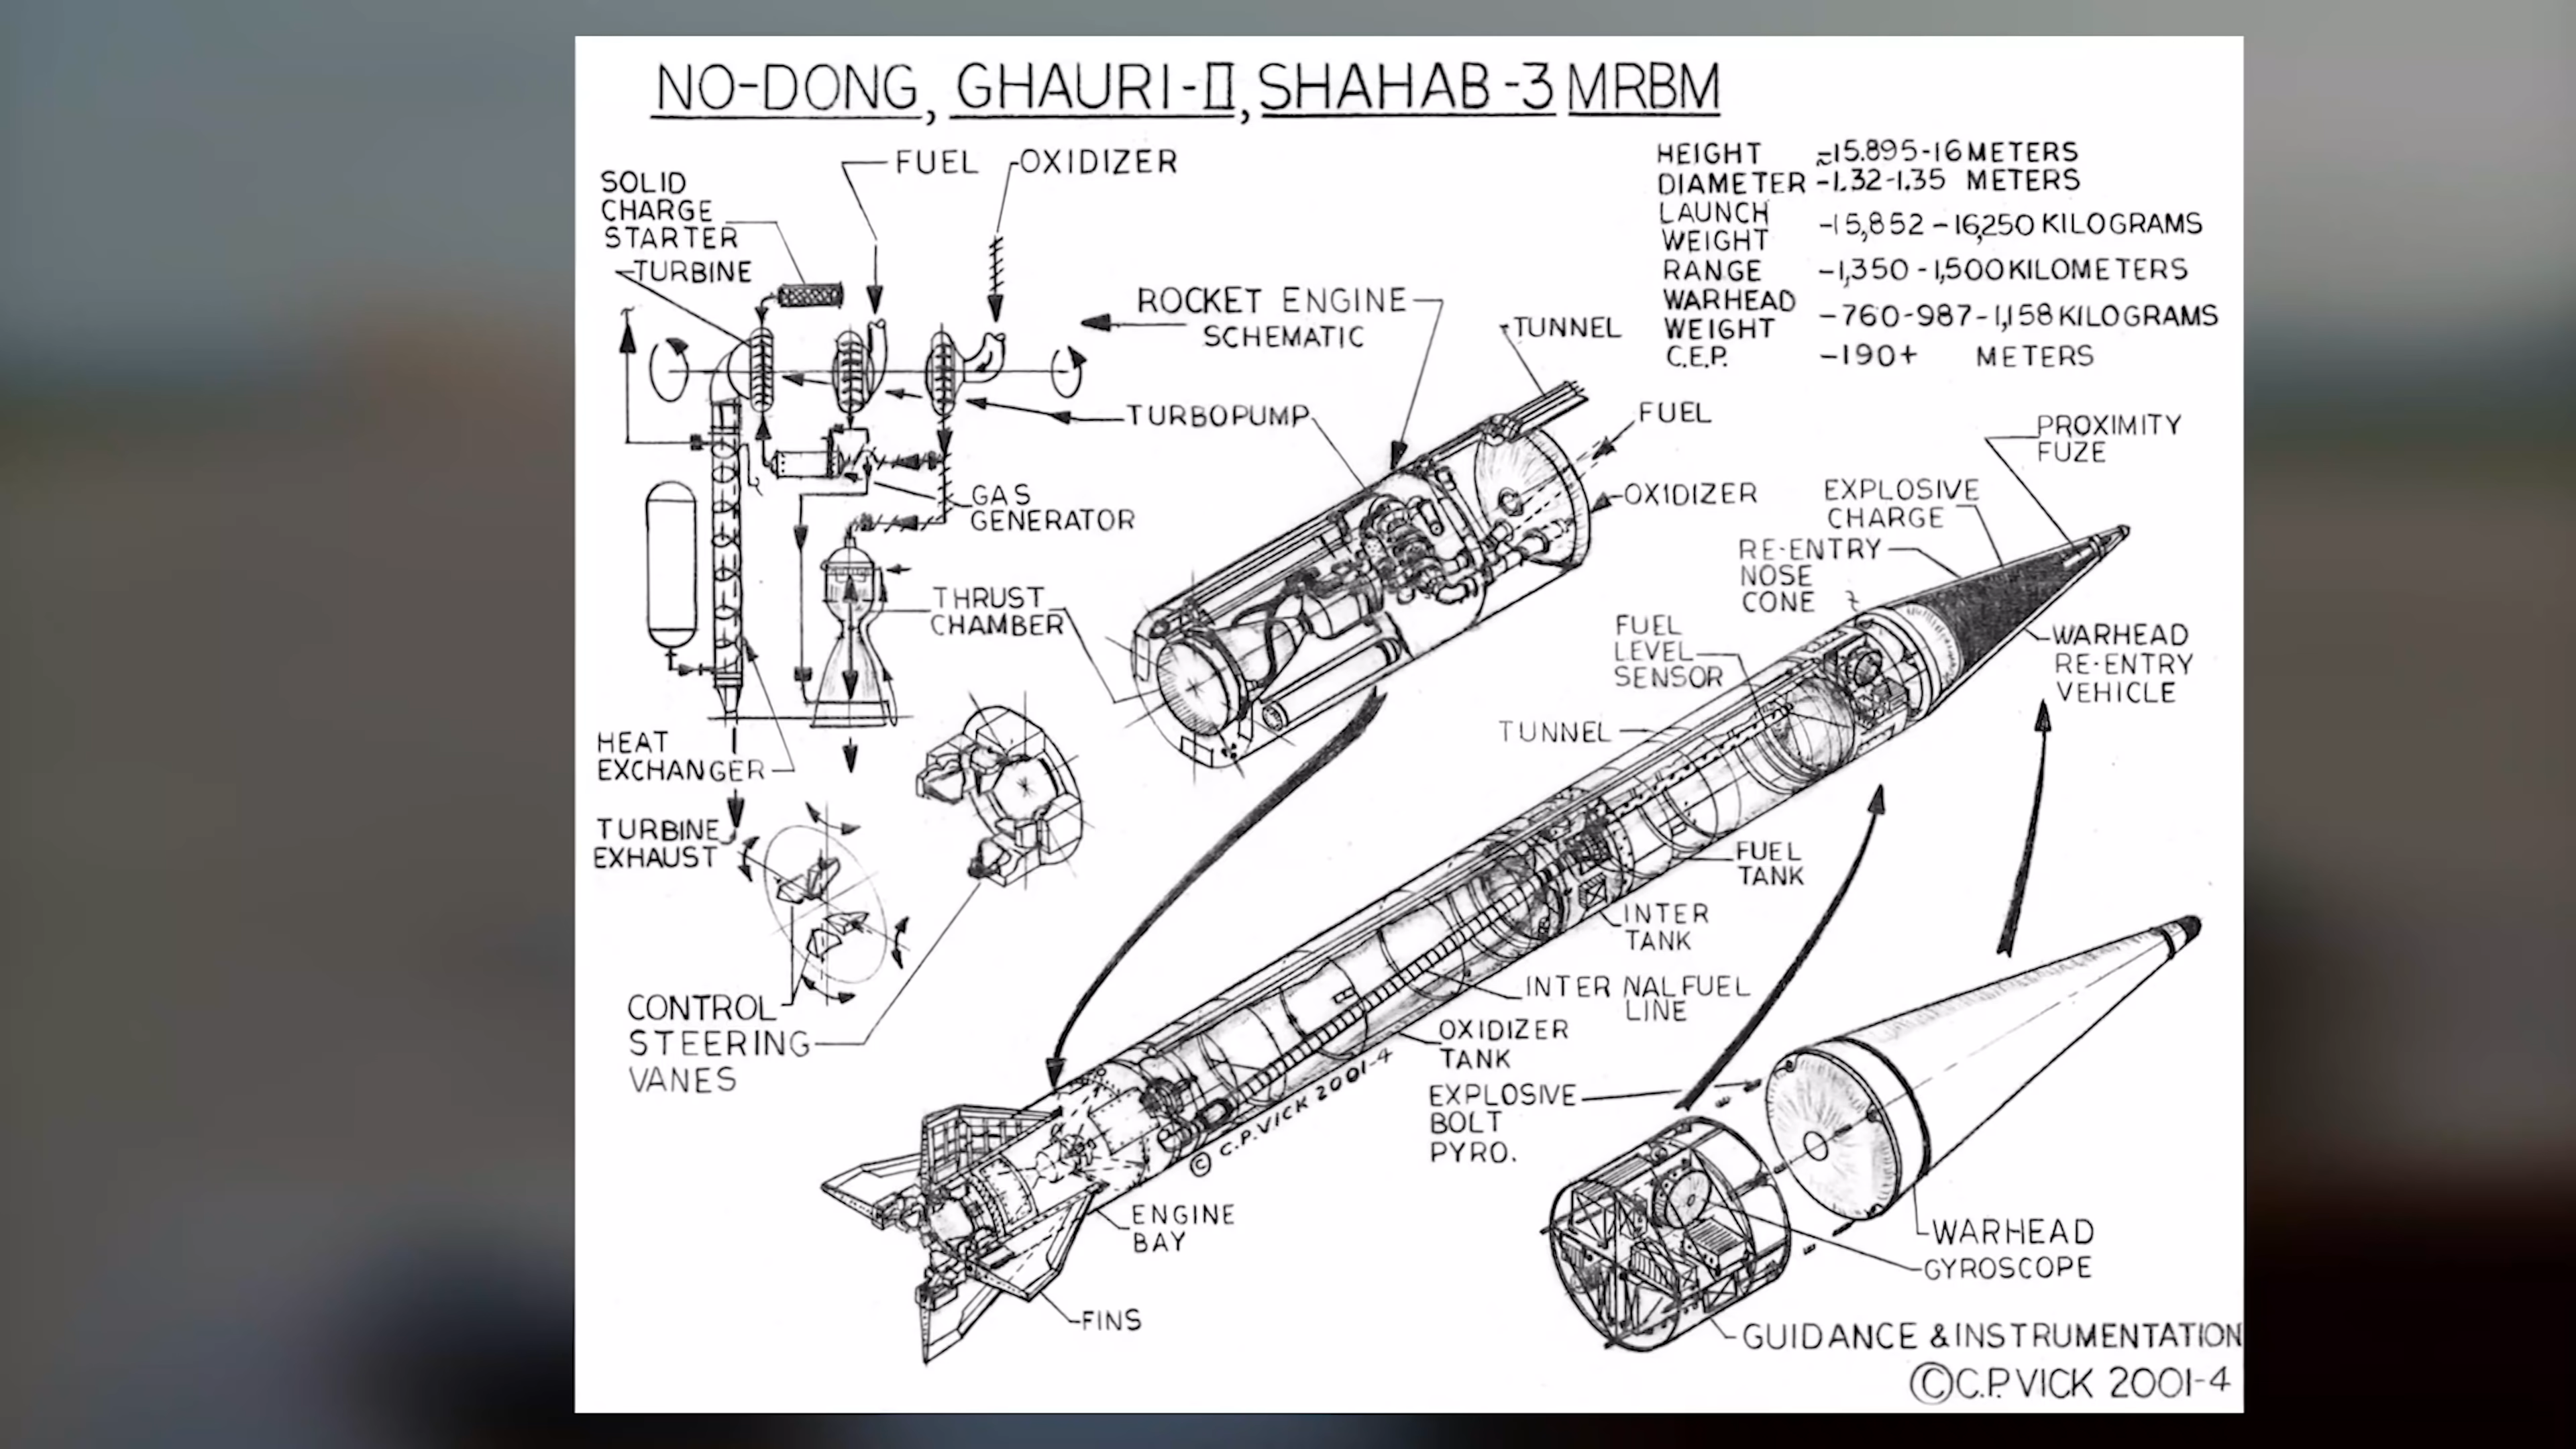 NO-DONG, GHAURI-II, SHAHAB-3 MRBM
HEIGHT ≈15.895-16 METERS
DIAMETER -1.32-1.35 METERS
LAUNCH
WEIGHT -15,852-16,250 KILOGRAMS
RANGE -1,350-1,500 KILOMETERS
WARHEAD
WEIGHT -760-987-1,158 KILOGRAMS
C.E.P. -190+ METERS
FUEL
OXIDIZER
SOLID
CHARGE
STARTER
TURBINE
ROCKET ENGINE
SCHEMATIC
TURBOPUMP
GAS
GENERATOR
THRUST
CHAMBER
HEAT
EXCHANGER
TURBINE
EXHAUST
CONTROL
STEERING
VANES
TUNNEL
FUEL
OXIDIZER
PROXIMITY
FUZE
EXPLOSIVE
CHARGE
RE-ENTRY
NOSE
CONE
WARHEAD
RE-ENTRY
VEHICLE
FUEL
LEVEL
SENSOR
TUNNEL
FUEL
TANK
INTER
TANK
INTERNAL FUEL
LINE
OXIDIZER
TANK
© C.P. VICK 2001-4
EXPLOSIVE
BOLT
PYRO.
ENGINE
BAY
FINS
WARHEAD
GYROSCOPE
GUIDANCE & INSTRUMENTATION
© C.P. VICK 2001-4